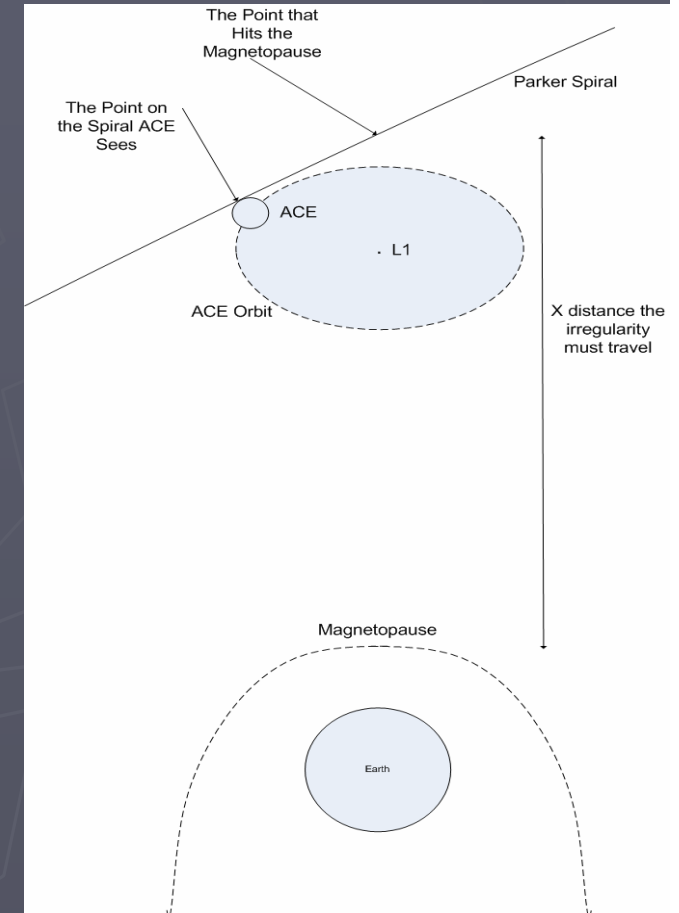 The Point that
Hits the
Magnetopause
Parker Spiral
The Point on
the Spiral ACE
Sees
ACE
L1
ACE Orbit
X distance the
irregularity
must travel
Magnetopause
Earth